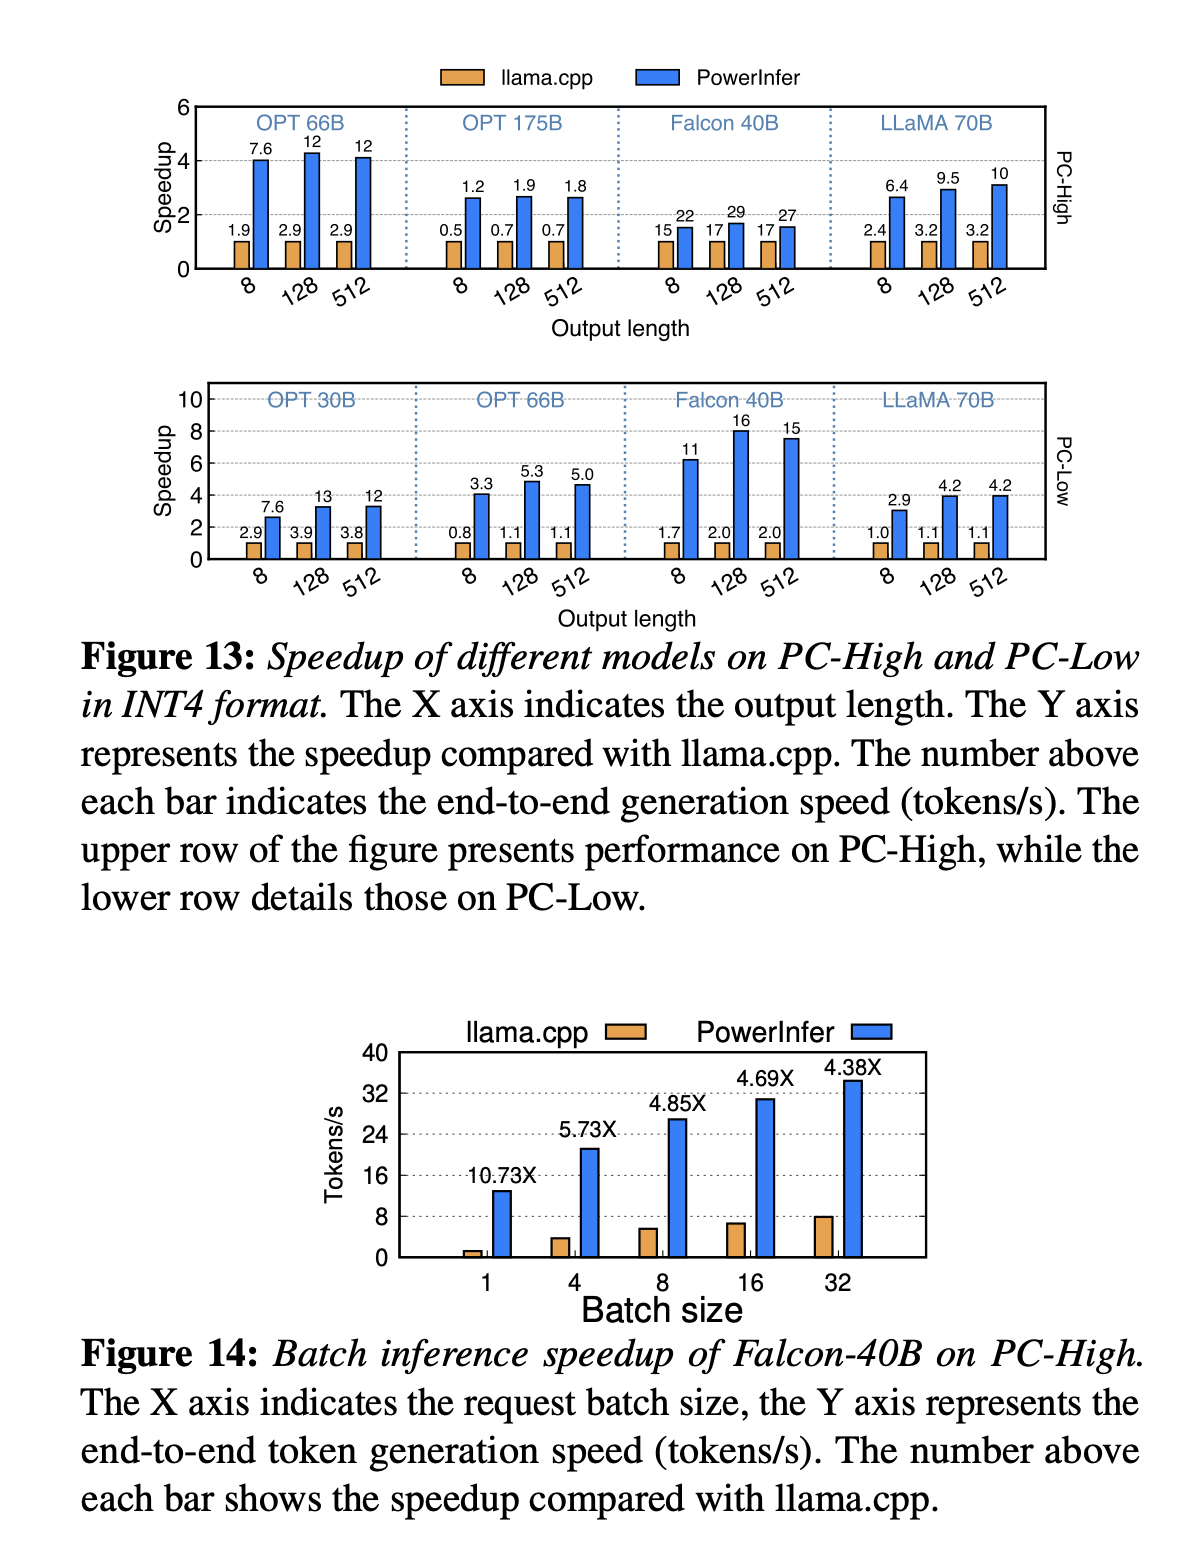 llama.cpp PowerInfer
6 OPT 66B OPT 175B Falcon 40B LLaMA 70B
7.6 12 12
4
1.2 1.9 1.8 6.4 9.5 10
Speedup
PC-High
2
1.9 2.9 2.9 0.5 0.7 0.7 15 22 17 29 17 27 2.4 3.2 3.2
0
8 128 512 8 128 512 8 128 512 8 128 512
Output length
10 OPT 30B OPT 66B Falcon 40B LLaMA 70B
8
11 16 15
6
Speedup
PC-Low
4
7.6 13 12 3.3 5.3 5.0 2.9 4.2 4.2
2
2.9 3.9 3.8 0.8 1.1 1.1 1.7 2.0 2.0 1.0 1.1 1.1
0
8 128 512 8 128 512 8 128 512 8 128 512
Output length
Figure 13: Speedup of different models on PC-High and PC-Low
in INT4 format. The X axis indicates the output length. The Y axis
represents the speedup compared with llama.cpp. The number above
each bar indicates the end-to-end generation speed (tokens/s). The
upper row of the figure presents performance on PC-High, while the
lower row details those on PC-Low.
llama.cpp PowerInfer
40
4.38X
4.69X
32
4.85X
24
5.73X
Tokens/s
16
10.73X
8
0
1 4 8 16 32
Batch size
Figure 14: Batch inference speedup of Falcon-40B on PC-High.
The X axis indicates the request batch size, the Y axis represents the
end-to-end token generation speed (tokens/s). The number above
each bar shows the speedup compared with llama.cpp.